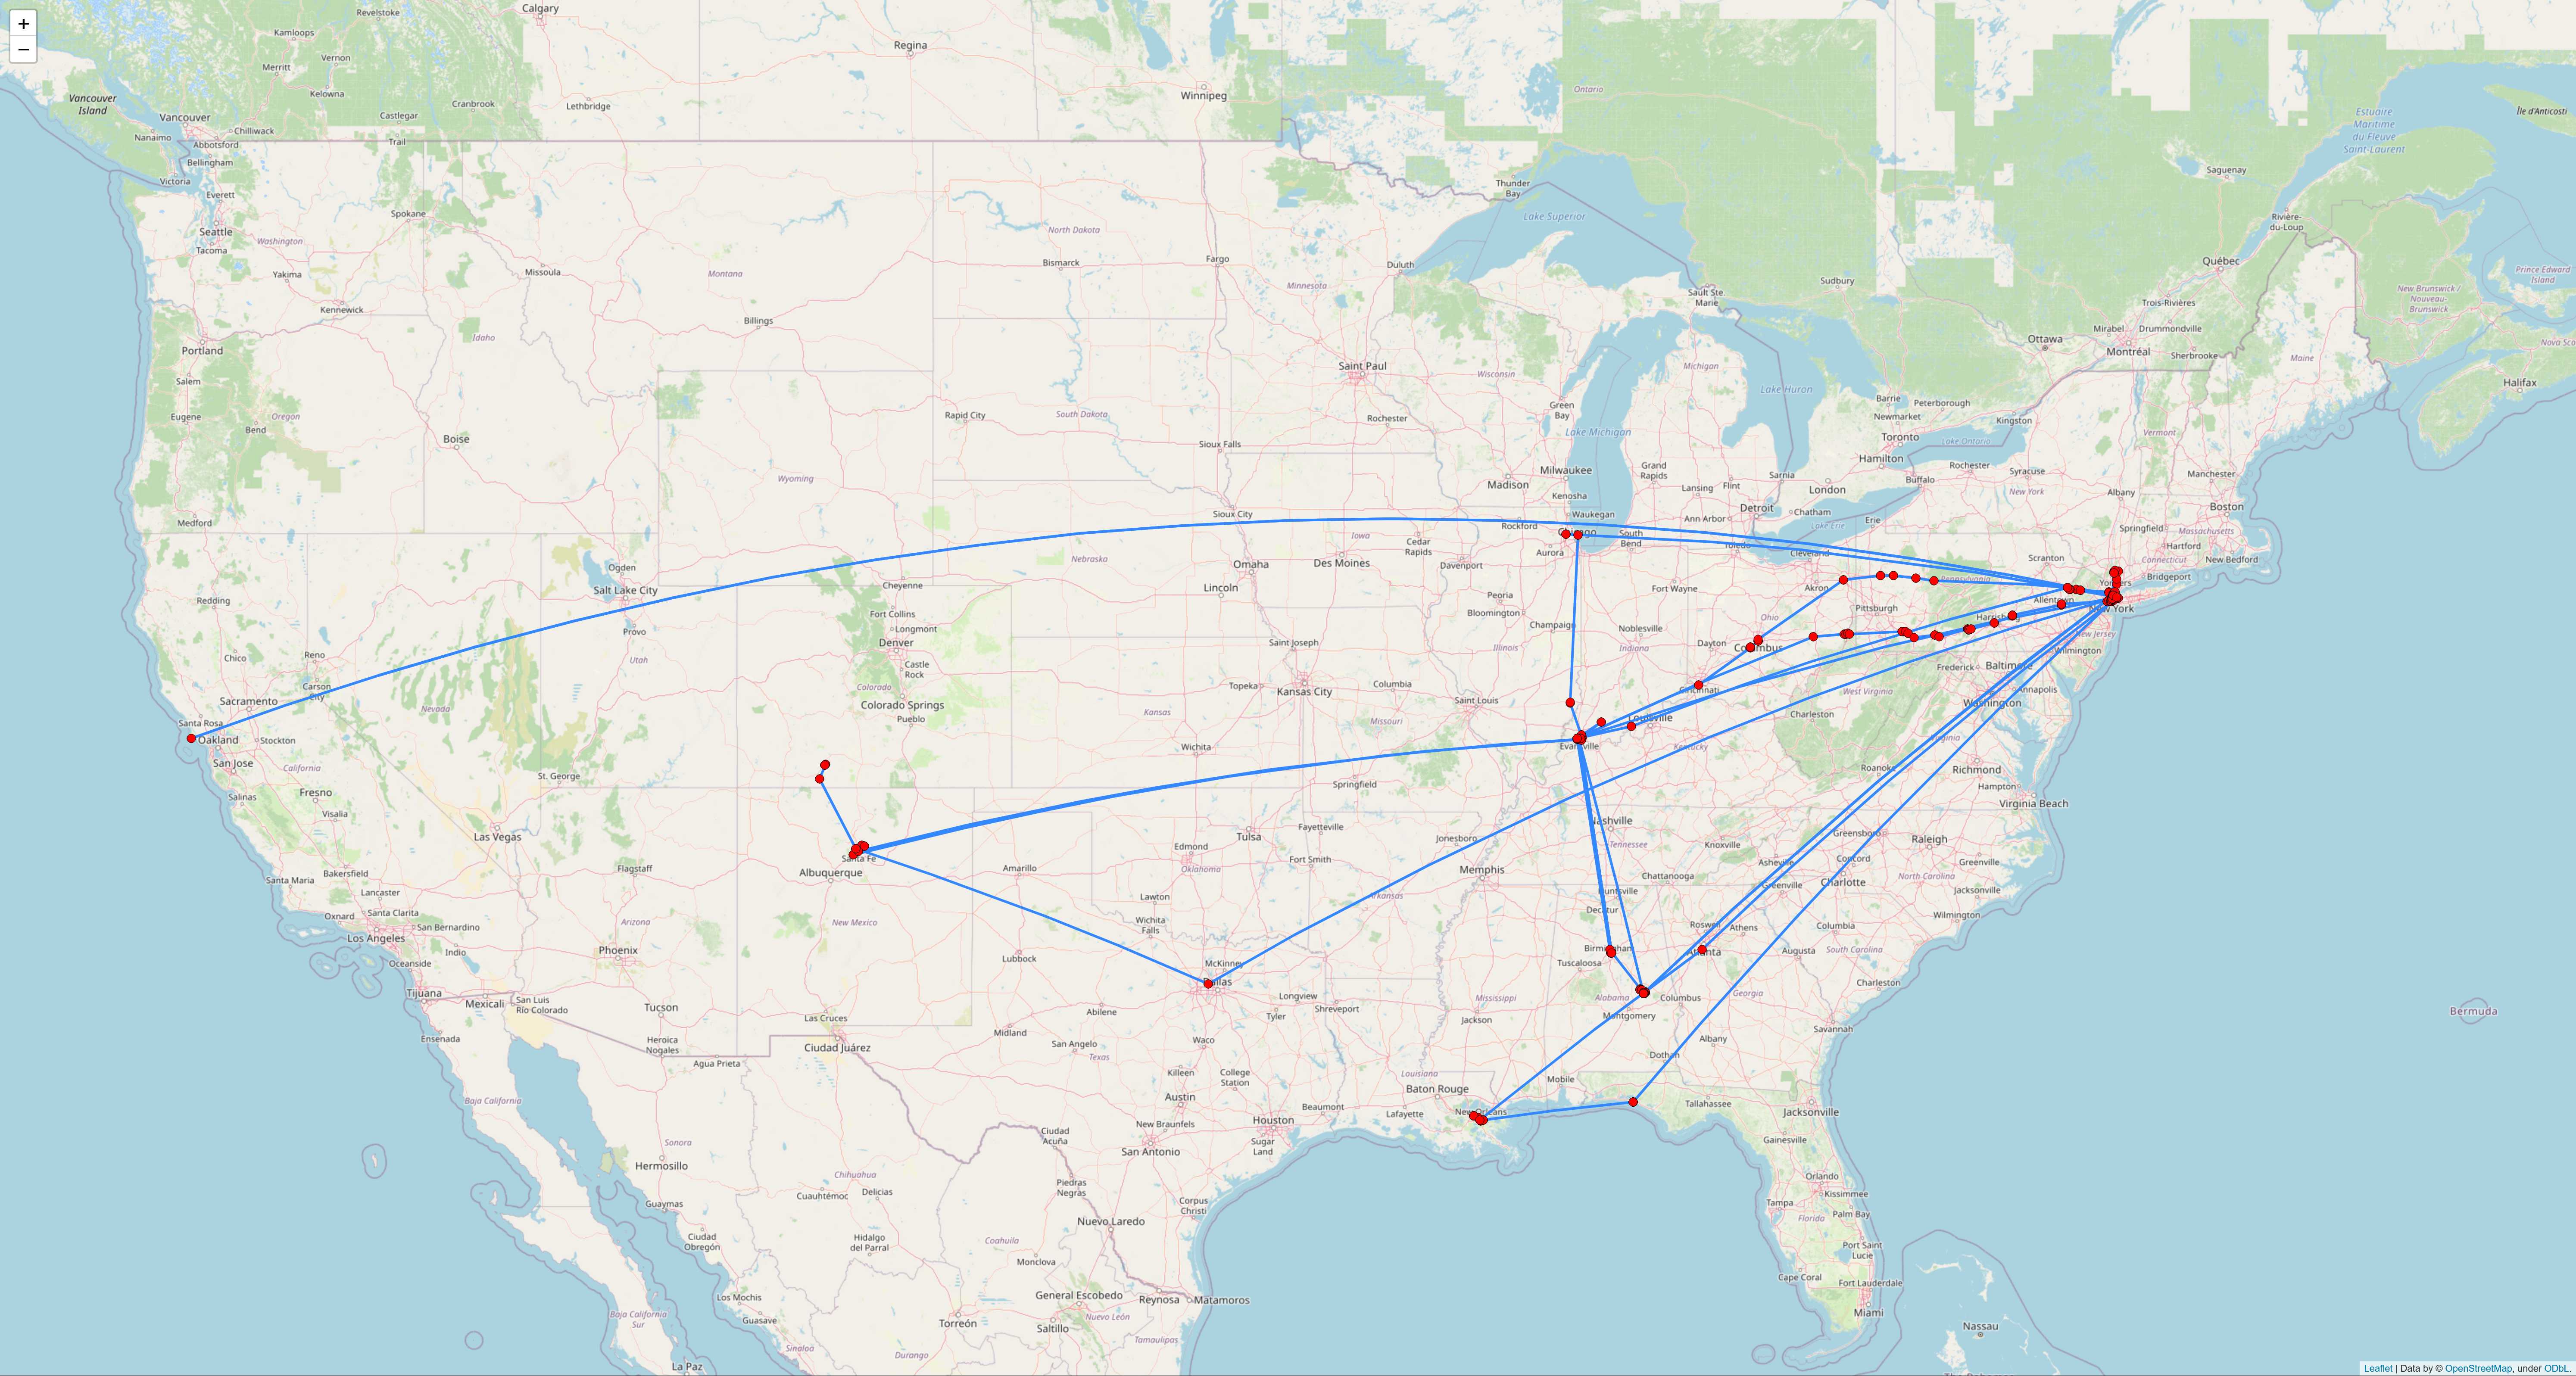 +
−
Calgary
Revelstoke
Kamloops
Vernon
Merritt
Kelowna
Cranbrook
Lethbridge
Castlegar
Trail
Regina
Winnipeg
Ontario
Vancouver
Island
Vancouver
Nanaimo
Chilliwack
Abbotsford
Bellingham
Victoria
Everett
Seattle
Tacoma
Washington
Spokane
Yakima
Kennewick
Missoula
Montana
Billings
Idaho
Portland
Salem
Eugene
Oregon
Bend
Medford
Boise
North Dakota
Bismarck
Fargo
Minnesota
Duluth
Thunder
Bay
Lake Superior
Sault Ste.
Marie
Sudbury
Estuaire
Maritime
du Fleuve
Saint-Laurent
Île d'Anticosti
Saguenay
Rivière-
du-Loup
Québec
Trois-Rivières
Mirabel
Drummondville
Montréal
Sherbrooke
Ottawa
New Brunswick /
Nouveau-
Brunswick
Prince Edward
Island
Nova Sco
Halifax
Maine
Saint Paul
Wisconsin
Rochester
Green
Bay
Michigan
Lake Huron
Lake Michigan
Barrie
Peterborough
Newmarket
Toronto
Kingston
Lake Ontario
Hamilton
Vermont
Rapid City
South Dakota
Sioux Falls
Wyoming
Milwaukee
Madison
Kenosha
Waukegan
Rockford
Aurora
Grand
Rapids
Lansing
Flint
Sarnia
London
Detroit
Chatham
Ann Arbor
Lake Erie
Erie
Buffalo
Rochester
Syracuse
New York
Albany
Manchester
Boston
Springfield
Massachusetts
Hartford
Connecticut
New Bedford
Bridgeport
Scranton
Sioux City
Iowa
Cedar
Rapids
Davenport
South
Bend
Toledo
Cleveland
Akron
Pennsylvania
Allentown
New York
Nebraska
Omaha
Des Moines
Lincoln
Peoria
Bloomington
Champaign
Fort Wayne
Pittsburgh
Ohio
New Jersey
Redding
Ogden
Salt Lake City
Provo
Utah
Cheyenne
Fort Collins
Longmont
Denver
Castle
Rock
Colorado
Colorado Springs
Pueblo
Chico
Reno
Carson
City
Nevada
Sacramento
Santa Rosa
Oakland
Stockton
San Jose
California
Salinas
Fresno
Visalia
St. George
Las Vegas
Saint Joseph
Topeka
Kansas City
Columbia
Kansas
Missouri
Saint Louis
Illinois
Noblesville
Indiana
Dayton
Columbus
Cincinnati
Louisville
Evansville
Kentucky
West Virginia
Charleston
Frederick
Baltimore
Wilmington
Annapolis
Washington
Virginia
Roanoke
Richmond
Hampton
Virginia Beach
Wichita
Springfield
Bakersfield
Santa Maria
Lancaster
Santa Clarita
Oxnard
Los Angeles
San Bernardino
Indio
Oceanside
Flagstaff
Arizona
Phoenix
Santa Fe
Albuquerque
New Mexico
Amarillo
Tulsa
Edmond
Oklahoma
Fayetteville
Fort Smith
Arkansas
Jonesboro
Memphis
Nashville
Tennessee
Knoxville
Chattanooga
Huntsville
Decatur
Asheville
Greenville
Greensboro
Concord
Charlotte
Raleigh
Greenville
North Carolina
Jacksonville
Wilmington
Lawton
Wichita
Falls
Lubbock
McKinney
Dallas
Birmingham
Tuscaloosa
Roswell
Athens
Atlanta
Augusta
Columbia
South Carolina
Charleston
Savannah
Tijuana
Mexicali
San Luis
Río Colorado
Tucson
Ensenada
Heroica
Nogales
Agua Prieta
Las Cruces
Ciudad Juárez
Midland
Abilene
San Angelo
Texas
Waco
Tyler
Longview
Shreveport
Mississippi
Jackson
Alabama
Montgomery
Columbus
Georgia
Albany
Dothan
Bermuda
Baja California
Sonora
Hermosillo
Chihuahua
Killeen
College
Station
Austin
Louisiana
Baton Rouge
Lafayette
Beaumont
Houston
Sugar
Land
New Braunfels
San Antonio
New Orleans
Mobile
Tallahassee
Jacksonville
Gainesville
Ciudad
Acuña
Piedras
Negras
Guaymas
Ciudad
Obregón
Cuauhtémoc
Delicias
Hidalgo
del Parral
Coahuila
Monclova
Nuevo Laredo
Corpus
Christi
Orlando
Kissimmee
Tampa
Palm Bay
Florida
Port Saint
Lucie
Cape Coral
Fort Lauderdale
Miami
Nassau
Baja California
Sur
Los Mochis
Guasave
Sinaloa
La Paz
Durango
Torreón
General Escobedo
Saltillo
Nuevo León
Reynosa
Matamoros
Tamaulipas
Leaflet | Data by © OpenStreetMap, under ODbL.